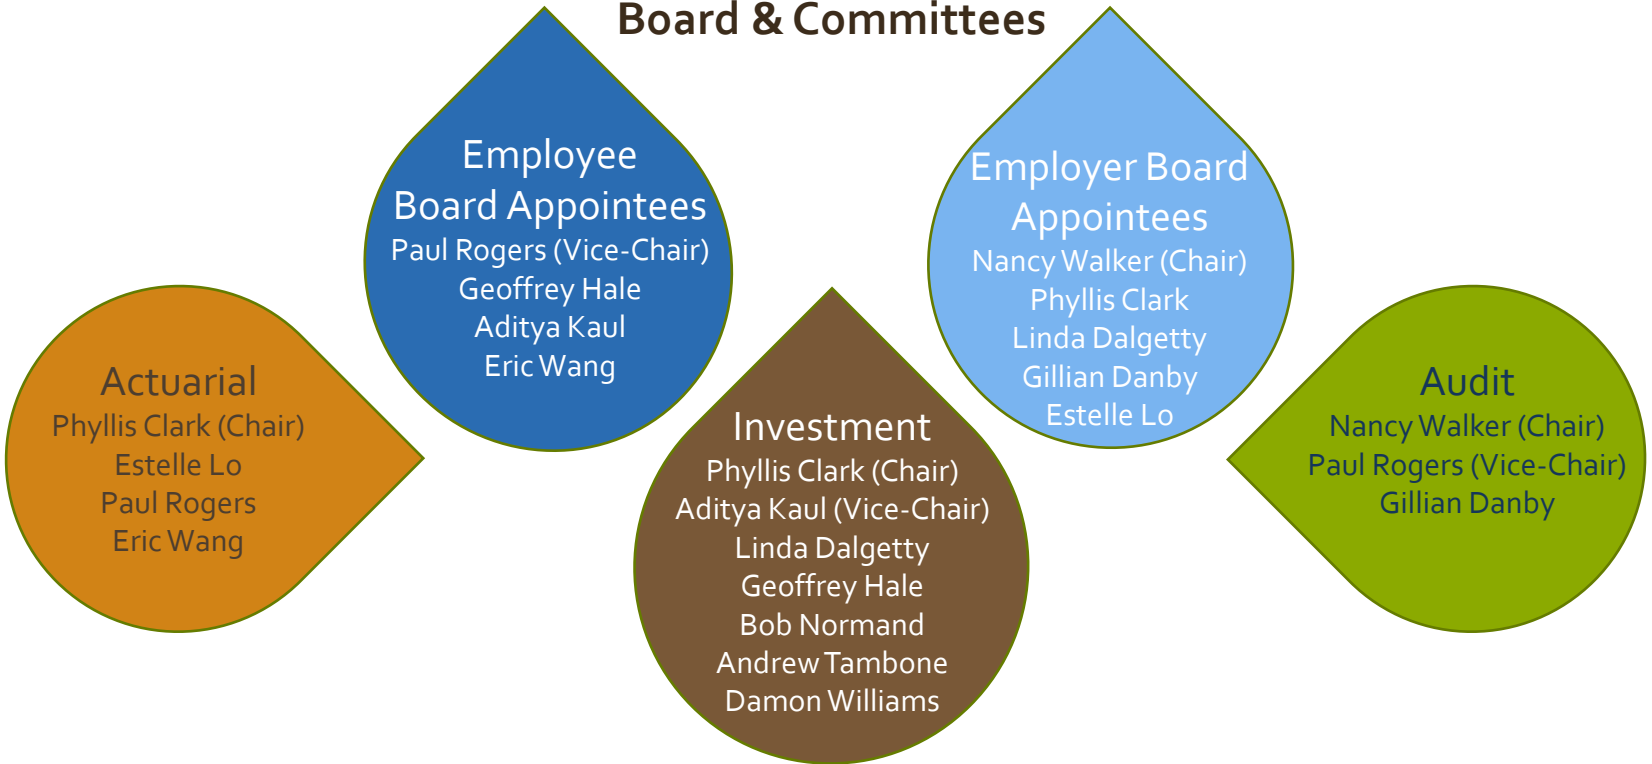 Board & Committees
Employee
Board Appointees
Paul Rogers (Vice-Chair)
Geoffrey Hale
Aditya Kaul
Eric Wang
Employer Board
Appointees
Nancy Walker (Chair)
Phyllis Clark
Linda Dalgetty
Gillian Danby
Estelle Lo
Actuarial
Phyllis Clark (Chair)
Estelle Lo
Paul Rogers
Eric Wang
Investment
Phyllis Clark (Chair)
Aditya Kaul (Vice-Chair)
Linda Dalgetty
Geoffrey Hale
Bob Normand
Andrew Tambone
Damon Williams
Audit
Nancy Walker (Chair)
Paul Rogers (Vice-Chair)
Gillian Danby